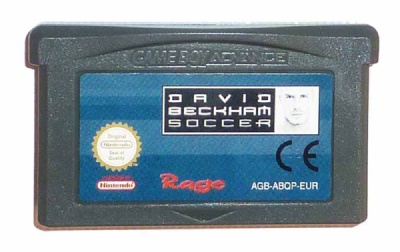 GAME BOY ADVANCE
DAVID
BECKHAM
SOCCER
Original
Nintendo
Seal of
Quality
Nintendo
Rage
CE
AGB-ABQP-EUR